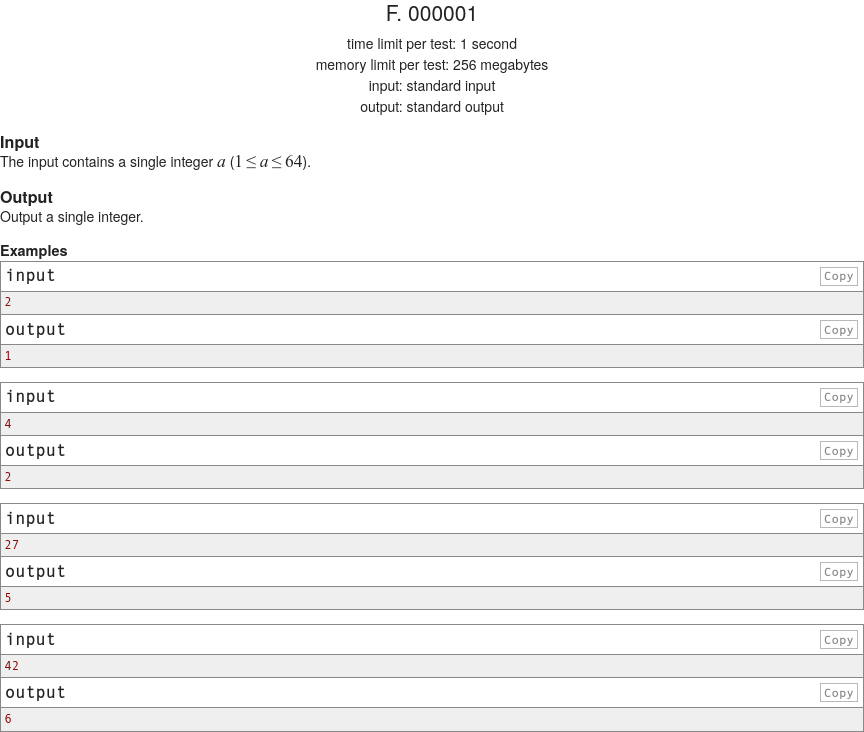 F. 000001
time limit per test: 1 second
memory limit per test: 256 megabytes
input: standard input
output: standard output
Input
The input contains a single integer a (1 ≤ a ≤ 64).
Output
Output a single integer.
Examples
input Copy
2
output Copy
1
input Copy
4
output Copy
2
input Copy
27
output Copy
5
input Copy
42
output Copy
6